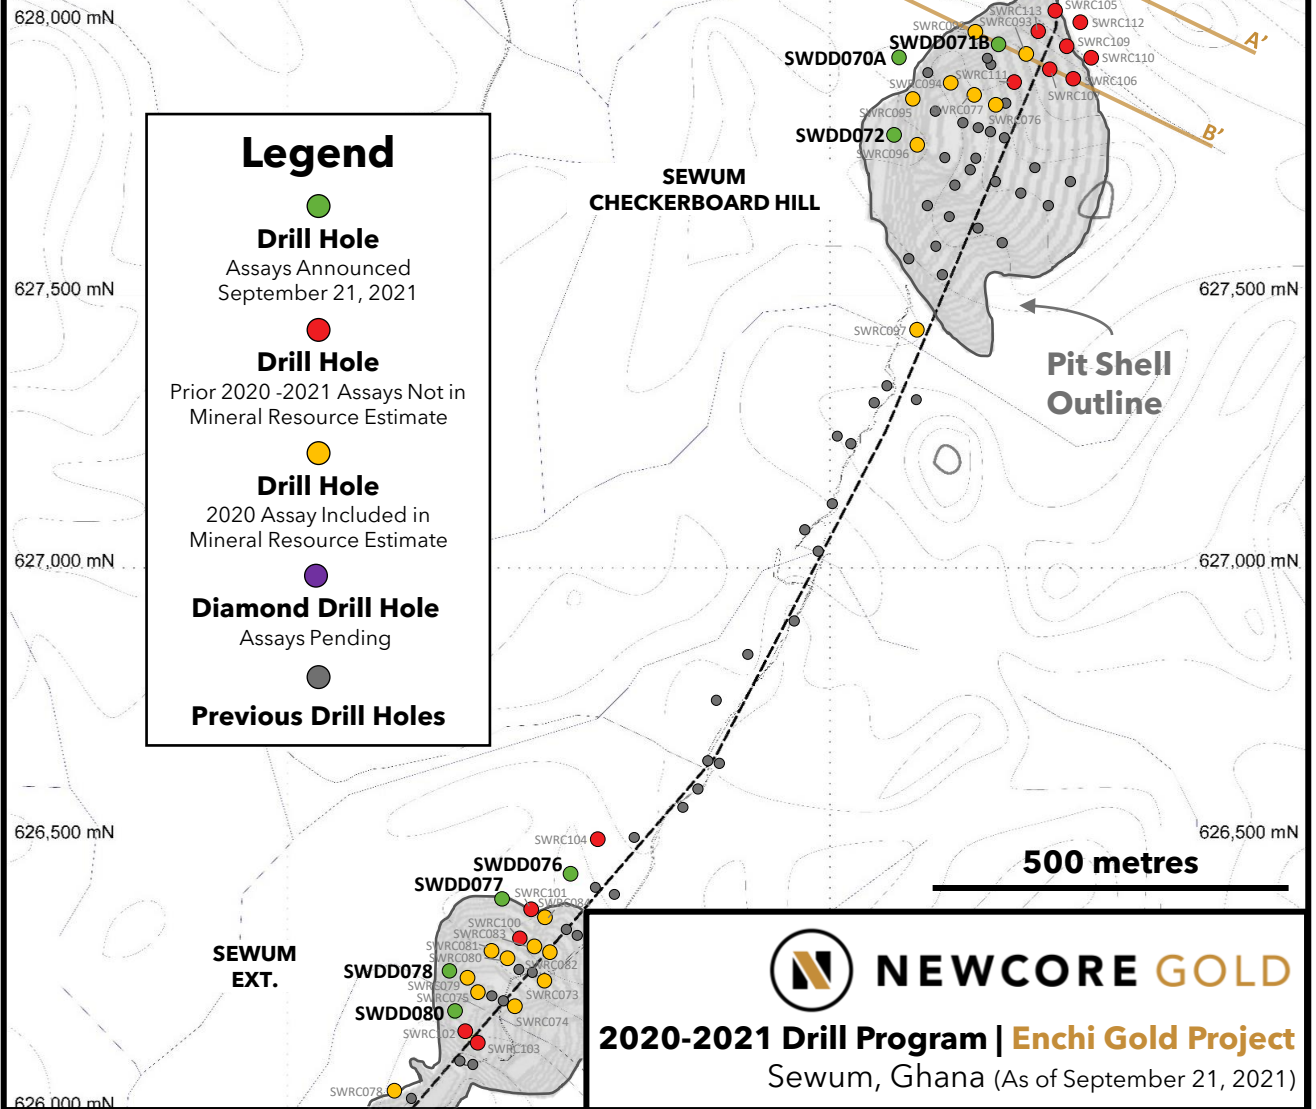 628,000 mN
SWRC113
SWRC105
SWRC093
SWRC112
SWRC109
SWRC110
SWRC106
SWRC111
SWRC094
SWRC095
SWRC077
SWRC076
SWRC096
SWDD071B
SWDD070A
SWDD072
A’
B’
SEWUM
CHECKERBOARD HILL
Legend
Drill Hole
Assays Announced
September 21, 2021
Drill Hole
Prior 2020 -2021 Assays Not in
Mineral Resource Estimate
Drill Hole
2020 Assay Included in
Mineral Resource Estimate
Diamond Drill Hole
Assays Pending
Previous Drill Holes
627,500 mN
627,500 mN
SWRC097
Pit Shell
Outline
627,000 mN
627,000 mN
626,500 mN
626,500 mN
500 metres
SWRC104
SWDD076
SWDD077
SWRC101
SWRC100
SWRC083
SWRC081
SWRC080
SWRC082
SEWUM
EXT.
SWDD078
SWRC079
SWRC075
SWRC073
SWDD080
SWRC074
SWRC102
SWRC103
SWRC078
626,000 mN
NEWCORE GOLD
2020-2021 Drill Program | Enchi Gold Project
Sewum, Ghana (As of September 21, 2021)